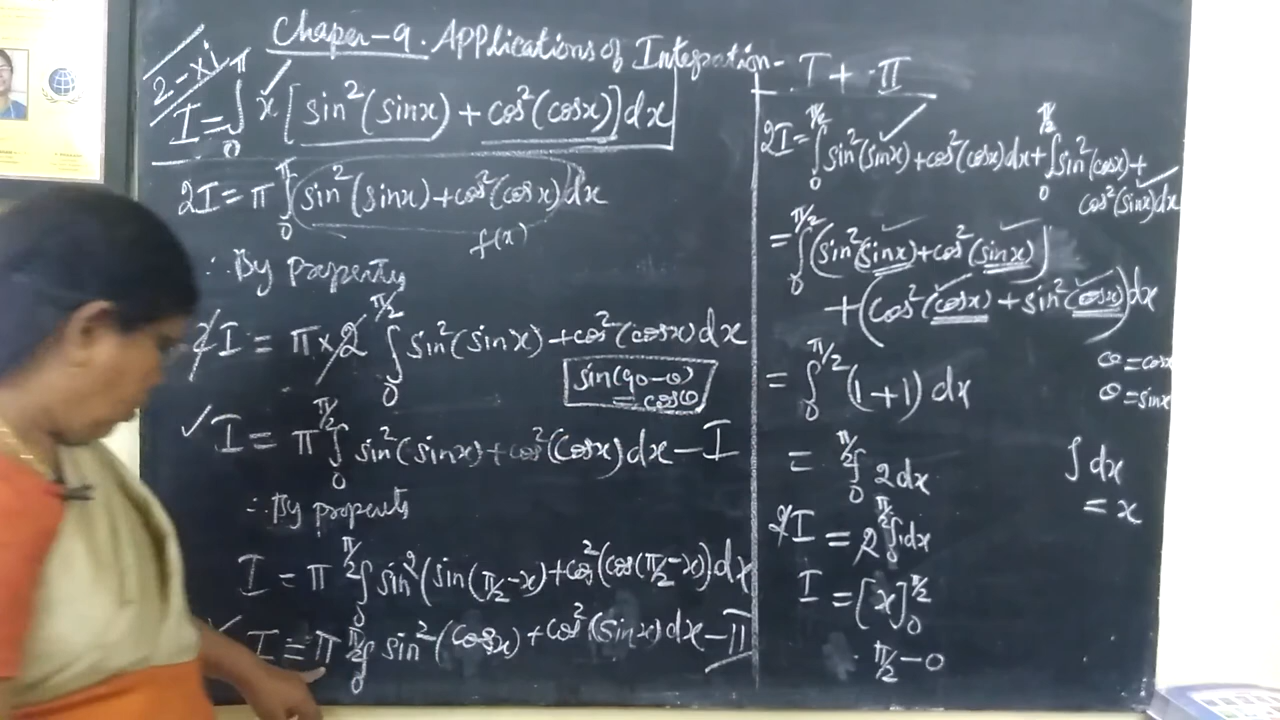 Chaper-9. Applications of Integration-
2-xi
I = ∫₀^π x [sin²(sinx) + cos²(cosx)] dx
2I = π ∫₀^π sin²(sinx) + cos²(cosx) dx
f(x)
∴ By property
2I = π × 2 ∫₀^{π/2} sin²(sinx) + cos²(cosx) dx
sin(90-θ)
= cosθ
I = π ∫₀^{π/2} sin²(sinx) + cos²(cosx) dx - I
∴ By property
I = π ∫₀^{π/2} sin²(sin(π/2-x) + cos²(cos(π/2-x)) dx
I = π ∫₀^{π/2} sin²(cosx) + cos²(sinx) dx - II
I + II
2I = ∫₀^{π/2} sin²(sinx) + cos²(cosx) dx + ∫₀^{π/2} sin²(cosx) +
cos²(sinx) dx
= ∫₀^{π/2} (sin²(sinx) + cos²(sinx))
+ (cos²(cosx) + sin²(cosx)) dx
θ = cosx
θ = sinx
= ∫₀^{π/2} (1+1) dx
= ∫₀^{π/2} 2 dx
∫ dx
= x
2I = 2 ∫₀^{π/2} 1dx
I = [x]₀^{π/2}
π/2 - 0